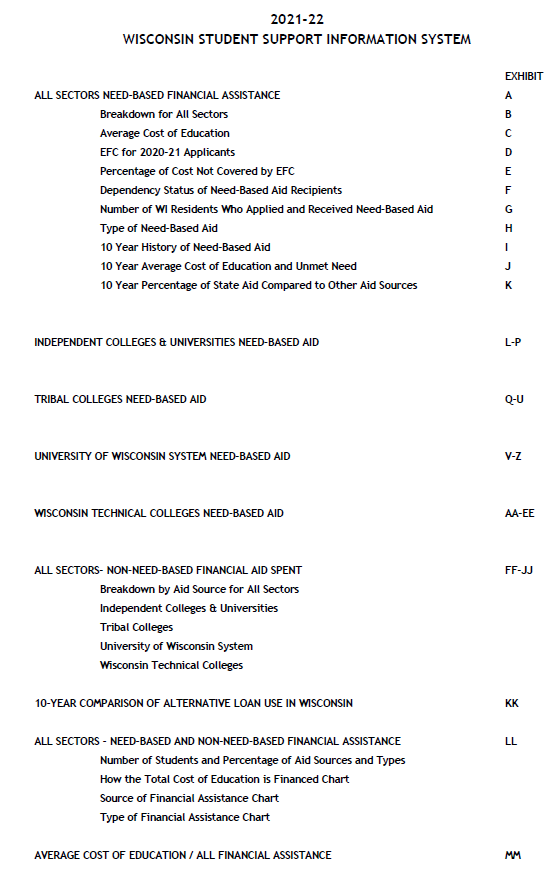 2021-22
WISCONSIN STUDENT SUPPORT INFORMATION SYSTEM
EXHIBIT
ALL SECTORS NEED-BASED FINANCIAL ASSISTANCE A
Breakdown for All Sectors B
Average Cost of Education C
EFC for 2020-21 Applicants D
Percentage of Cost Not Covered by EFC E
Dependency Status of Need-Based Aid Recipients F
Number of WI Residents Who Applied and Received Need-Based Aid G
Type of Need-Based Aid H
10 Year History of Need-Based Aid I
10 Year Average Cost of Education and Unmet Need J
10 Year Percentage of State Aid Compared to Other Aid Sources K
INDEPENDENT COLLEGES & UNIVERSITIES NEED-BASED AID L-P
TRIBAL COLLEGES NEED-BASED AID Q-U
UNIVERSITY OF WISCONSIN SYSTEM NEED-BASED AID V-Z
WISCONSIN TECHNICAL COLLEGES NEED-BASED AID AA-EE
ALL SECTORS- NON-NEED-BASED FINANCIAL AID SPENT FF-JJ
Breakdown by Aid Source for All Sectors
Independent Colleges & Universities
Tribal Colleges
University of Wisconsin System
Wisconsin Technical Colleges
10-YEAR COMPARISON OF ALTERNATIVE LOAN USE IN WISCONSIN KK
ALL SECTORS - NEED-BASED AND NON-NEED-BASED FINANCIAL ASSISTANCE LL
Number of Students and Percentage of Aid Sources and Types
How the Total Cost of Education is Financed Chart
Source of Financial Assistance Chart
Type of Financial Assistance Chart
AVERAGE COST OF EDUCATION / ALL FINANCIAL ASSISTANCE MM